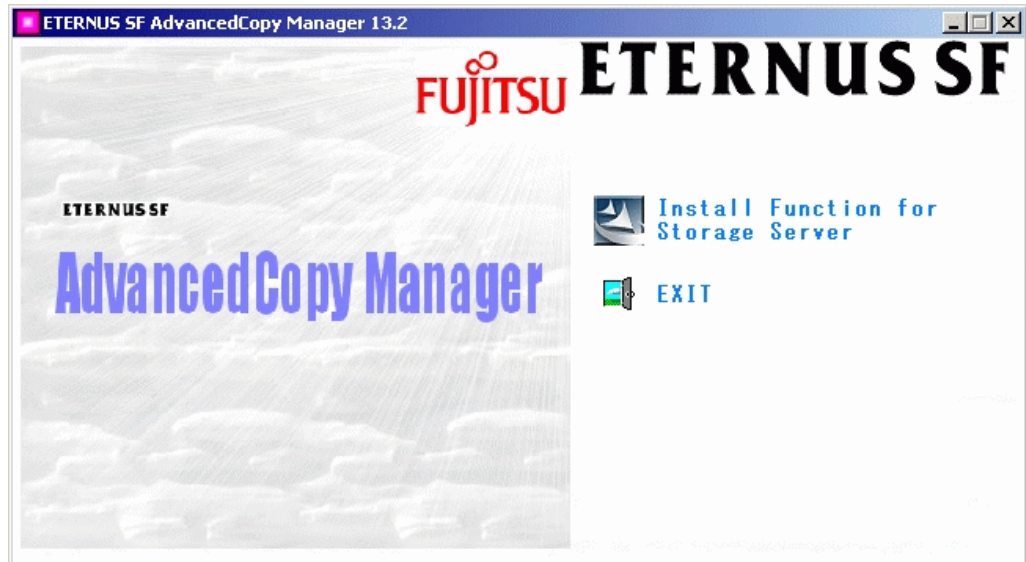 ETERNUS SF AdvancedCopy Manager 13.2
FUJITSU
ETERNUS SF
ETERNUS SF
AdvancedCopy Manager
Install Function for
Storage Server
EXIT